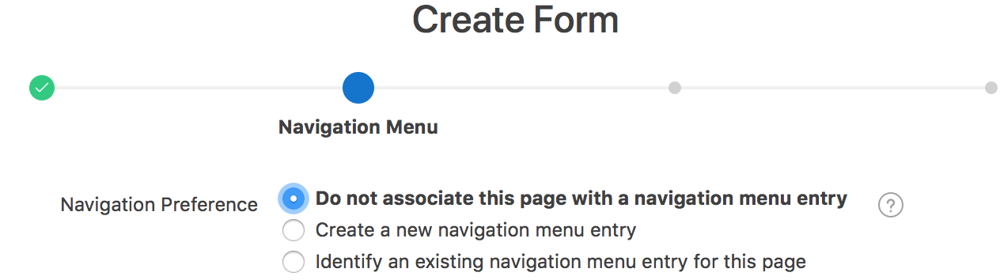 Create Form
Navigation Menu
Navigation Preference
Do not associate this page with a navigation menu entry
?
Create a new navigation menu entry
Identify an existing navigation menu entry for this page